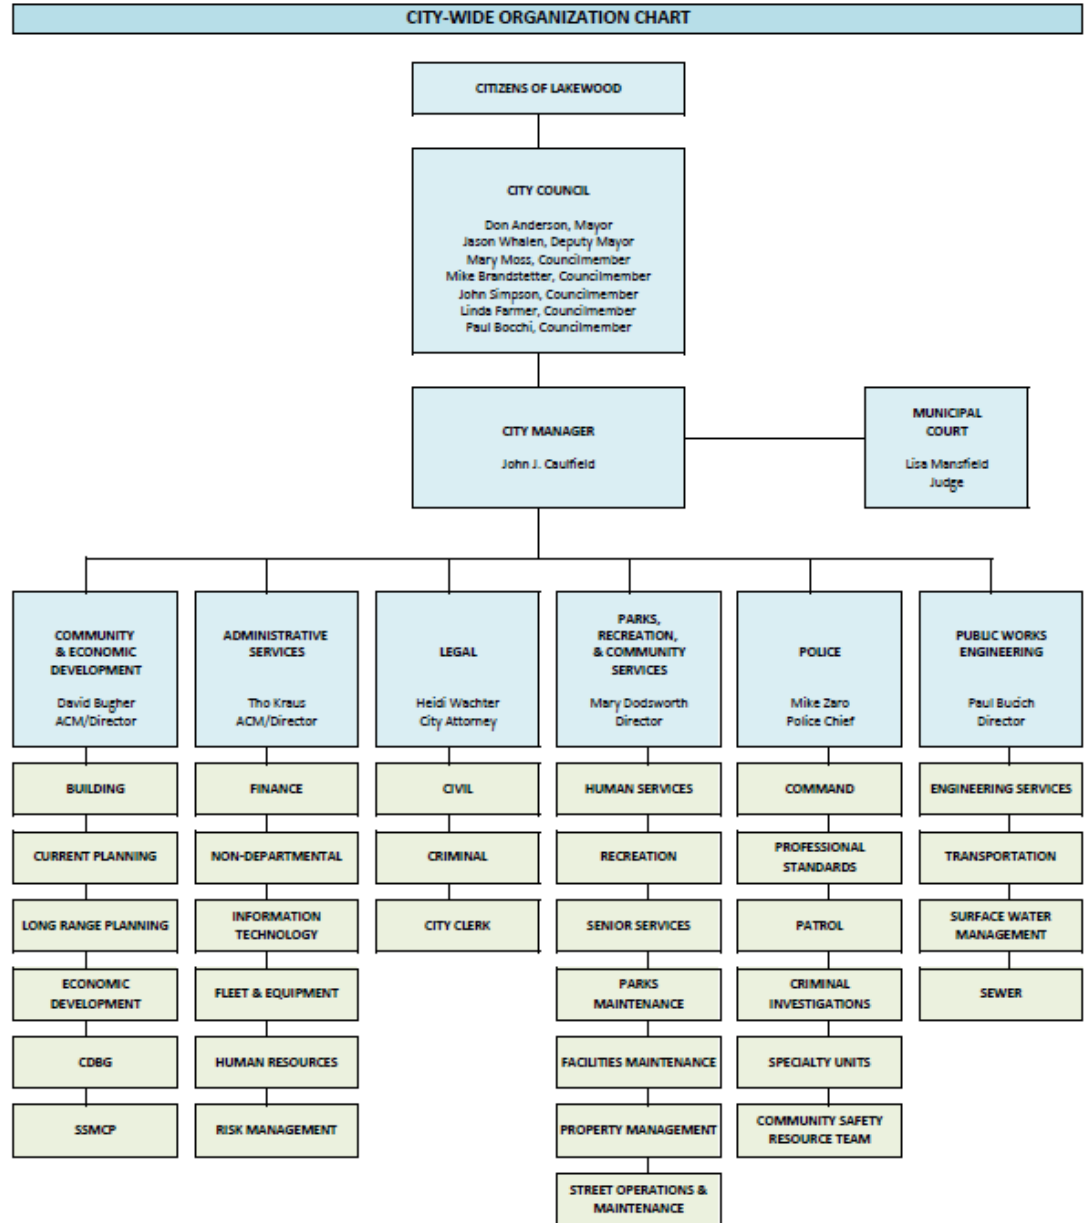 CITY-WIDE ORGANIZATION CHART
CITIZENS OF LAKEWOOD
CITY COUNCIL
Don Anderson, Mayor
Jason Whalen, Deputy Mayor
Mary Moss, Councilmember
Mike Brandstetter, Councilmember
John Simpson, Councilmember
Linda Farmer, Councilmember
Paul Bocchi, Councilmember
CITY MANAGER
John J. Caulfield
MUNICIPAL
COURT
Lisa Mansfield
Judge
COMMUNITY
& ECONOMIC
DEVELOPMENT
David Bugher
ACM/Director
BUILDING
CURRENT PLANNING
LONG RANGE PLANNING
ECONOMIC
DEVELOPMENT
CDBG
SSMCP
ADMINISTRATIVE
SERVICES
Tho Kraus
ACM/Director
FINANCE
NON-DEPARTMENTAL
INFORMATION
TECHNOLOGY
FLEET & EQUIPMENT
HUMAN RESOURCES
RISK MANAGEMENT
LEGAL
Heidi Wachter
City Attorney
CIVIL
CRIMINAL
CITY CLERK
PARKS,
RECREATION,
& COMMUNITY
SERVICES
Mary Dodsworth
Director
HUMAN SERVICES
RECREATION
SENIOR SERVICES
PARKS
MAINTENANCE
FACILITIES MAINTENANCE
PROPERTY MANAGEMENT
STREET OPERATIONS &
MAINTENANCE
POLICE
Mike Zaro
Police Chief
COMMAND
PROFESSIONAL
STANDARDS
PATROL
CRIMINAL
INVESTIGATIONS
SPECIALTY UNITS
COMMUNITY SAFETY
RESOURCE TEAM
PUBLIC WORKS
ENGINEERING
Paul Bucich
Director
ENGINEERING SERVICES
TRANSPORTATION
SURFACE WATER
MANAGEMENT
SEWER